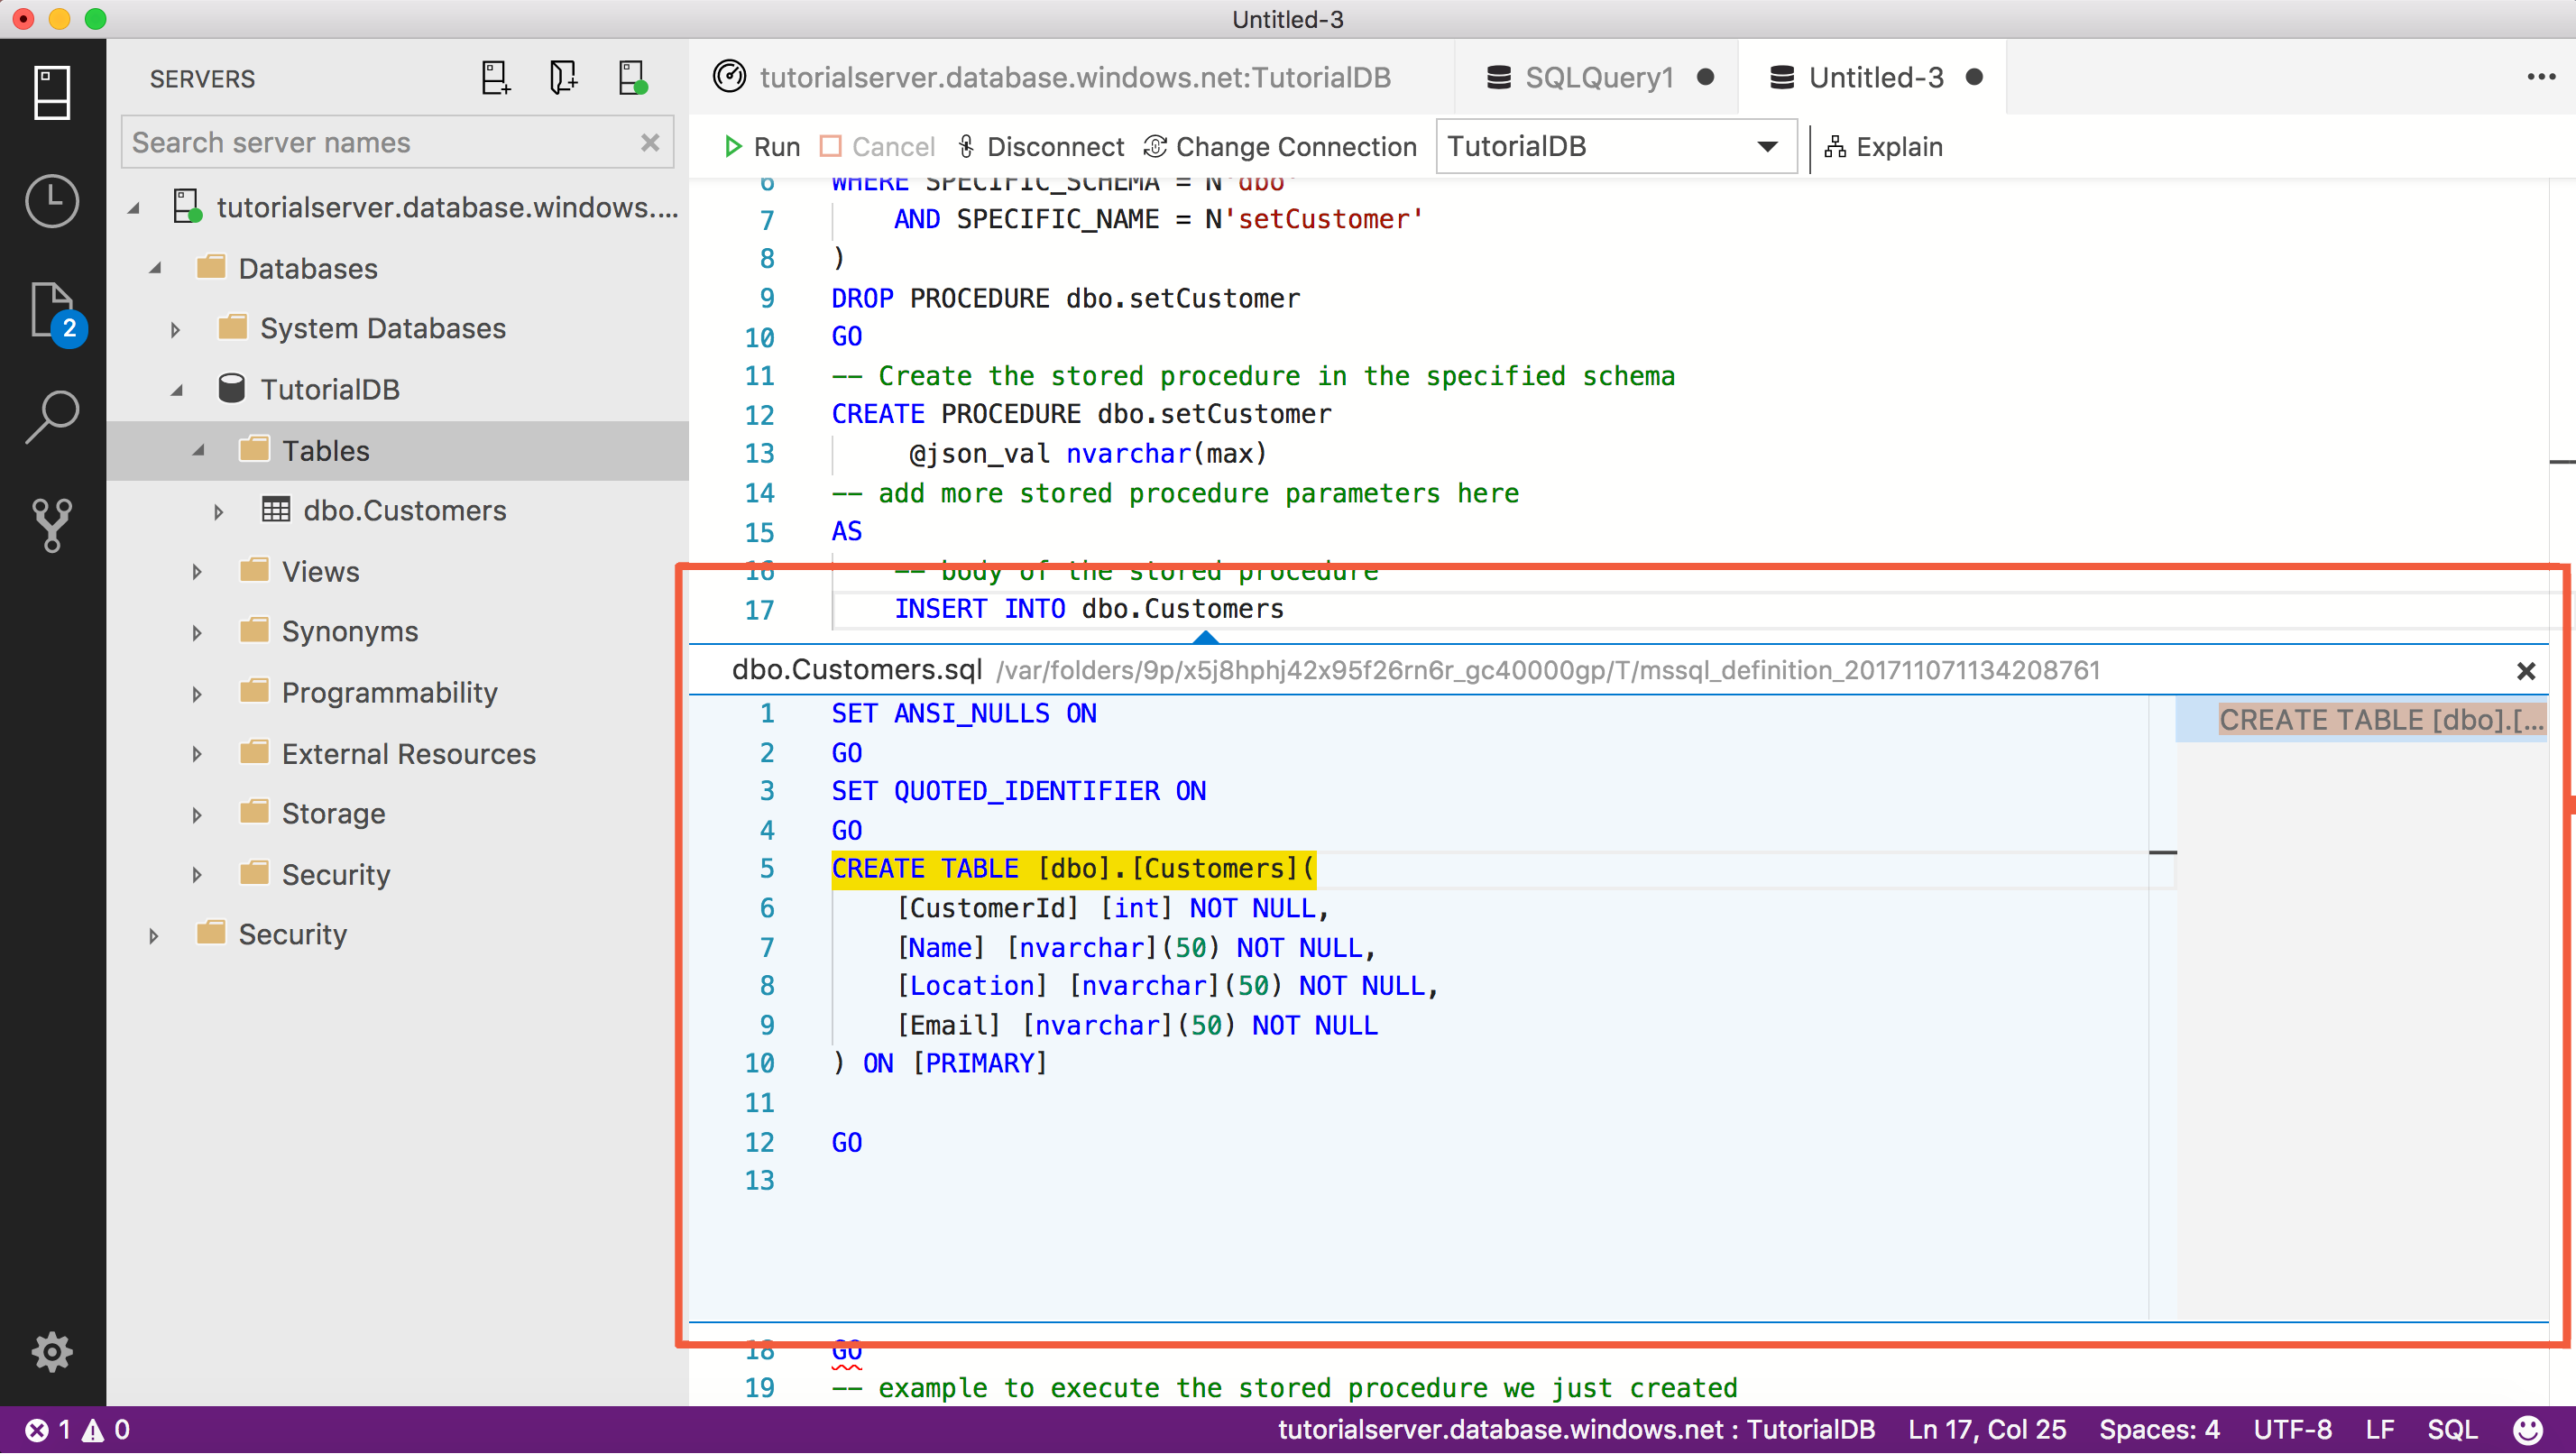 Untitled-3
SERVERS
Search server names
tutorialserver.database.windows....
Databases
System Databases
TutorialDB
Tables
dbo.Customers
Views
Synonyms
Programmability
External Resources
Storage
Security
Security
2
tutorialserver.database.windows.net:TutorialDB
SQLQuery1
Untitled-3
Run
Cancel
Disconnect
Change Connection
TutorialDB
Explain
6 WHERE SPECIFIC_SCHEMA = N'dbo'
7 AND SPECIFIC_NAME = N'setCustomer'
8 )
9 DROP PROCEDURE dbo.setCustomer
10 GO
11 -- Create the stored procedure in the specified schema
12 CREATE PROCEDURE dbo.setCustomer
13 @json_val nvarchar(max)
14 -- add more stored procedure parameters here
15 AS
16 -- body of the stored procedure
17 INSERT INTO dbo.Customers
dbo.Customers.sql /var/folders/9p/x5j8hphj42x95f26rn6r_gc40000gp/T/mssql_definition_201711071134208761
1 SET ANSI_NULLS ON
2 GO
3 SET QUOTED_IDENTIFIER ON
4 GO
5 CREATE TABLE [dbo].[Customers](
6 [CustomerId] [int] NOT NULL,
7 [Name] [nvarchar](50) NOT NULL,
8 [Location] [nvarchar](50) NOT NULL,
9 [Email] [nvarchar](50) NOT NULL
10 ) ON [PRIMARY]
11
12 GO
13
CREATE TABLE [dbo].[...
18 GO
19 -- example to execute the stored procedure we just created
1 0
tutorialserver.database.windows.net : TutorialDB
Ln 17, Col 25
Spaces: 4
UTF-8
LF
SQL